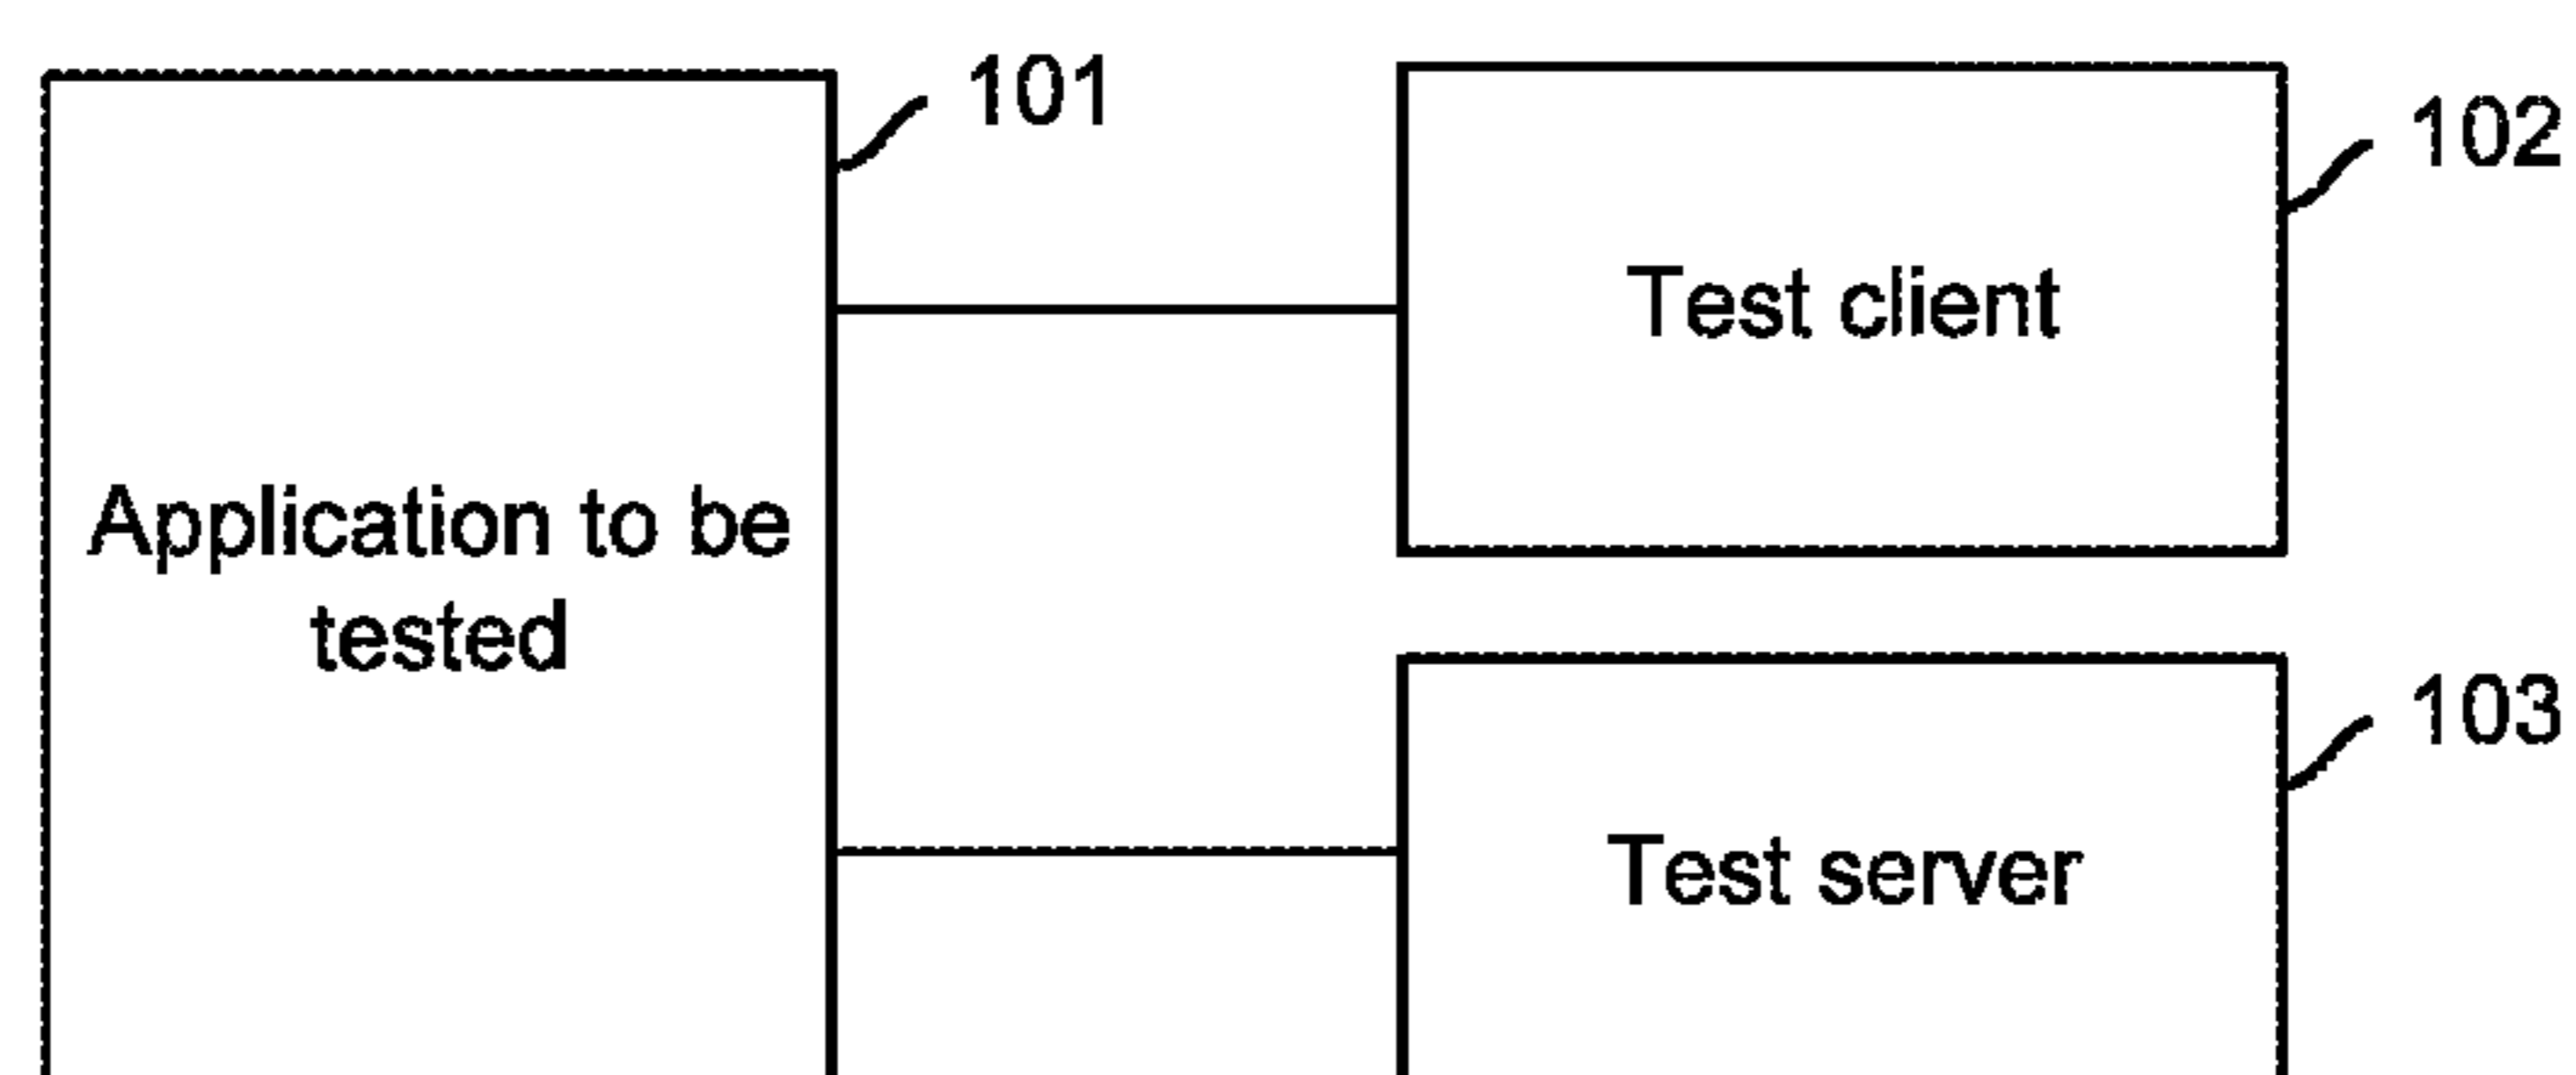 101
102
Test client
Application to be
tested
103
Test server